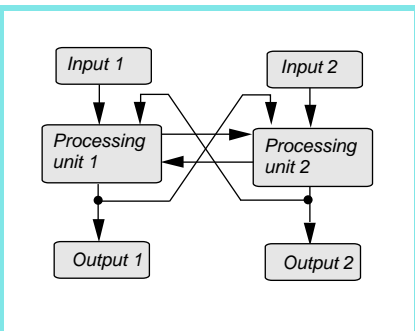 Input 1
Input 2
Processing
unit 1
Processing
unit 2
Output 1
Output 2